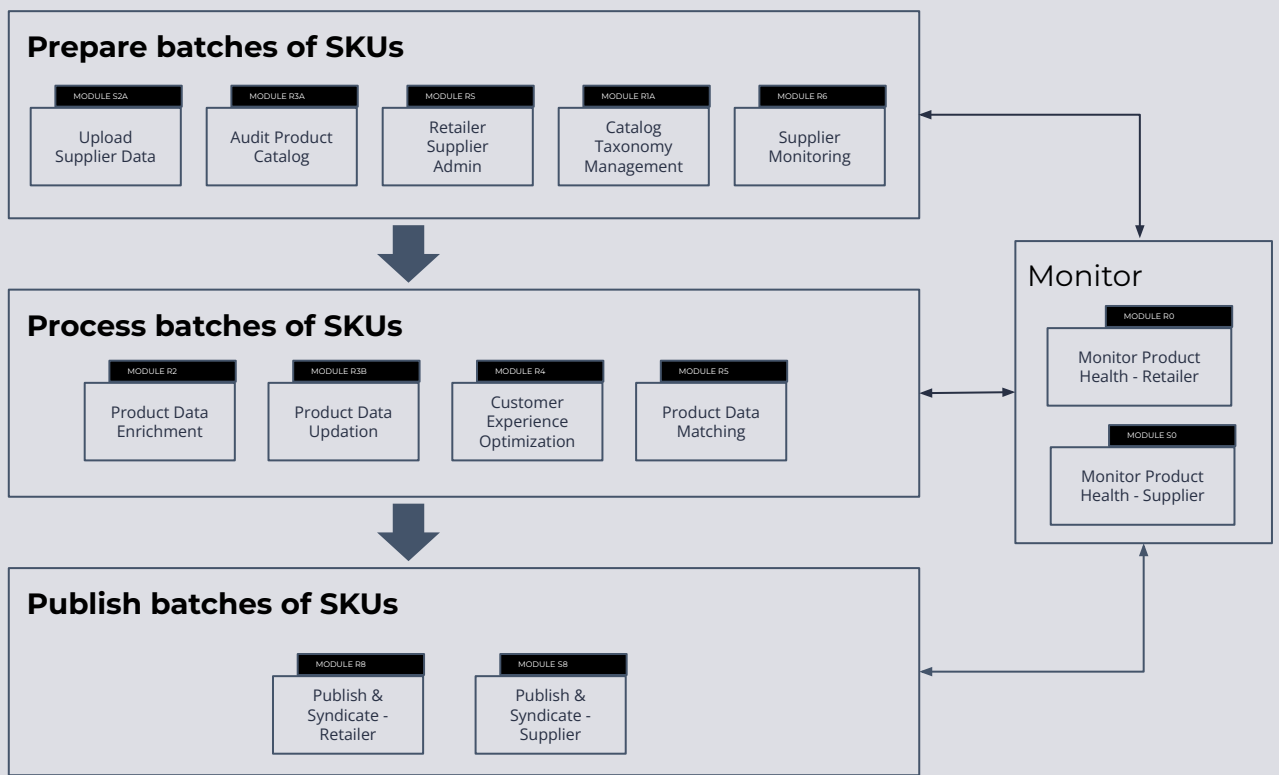 Prepare batches of SKUs
MODULE S2A
Upload
Supplier Data
MODULE R3A
Audit Product
Catalog
MODULE RS
Retailer
Supplier
Admin
MODULE R1A
Catalog
Taxonomy
Management
MODULE R6
Supplier
Monitoring
Monitor
MODULE R0
Monitor Product
Health - Retailer
MODULE S0
Monitor Product
Health - Supplier
Process batches of SKUs
MODULE R2
Product Data
Enrichment
MODULE R3B
Product Data
Updation
MODULE R4
Customer
Experience
Optimization
MODULE R5
Product Data
Matching
Publish batches of SKUs
MODULE R8
Publish &
Syndicate -
Retailer
MODULE S8
Publish &
Syndicate -
Supplier